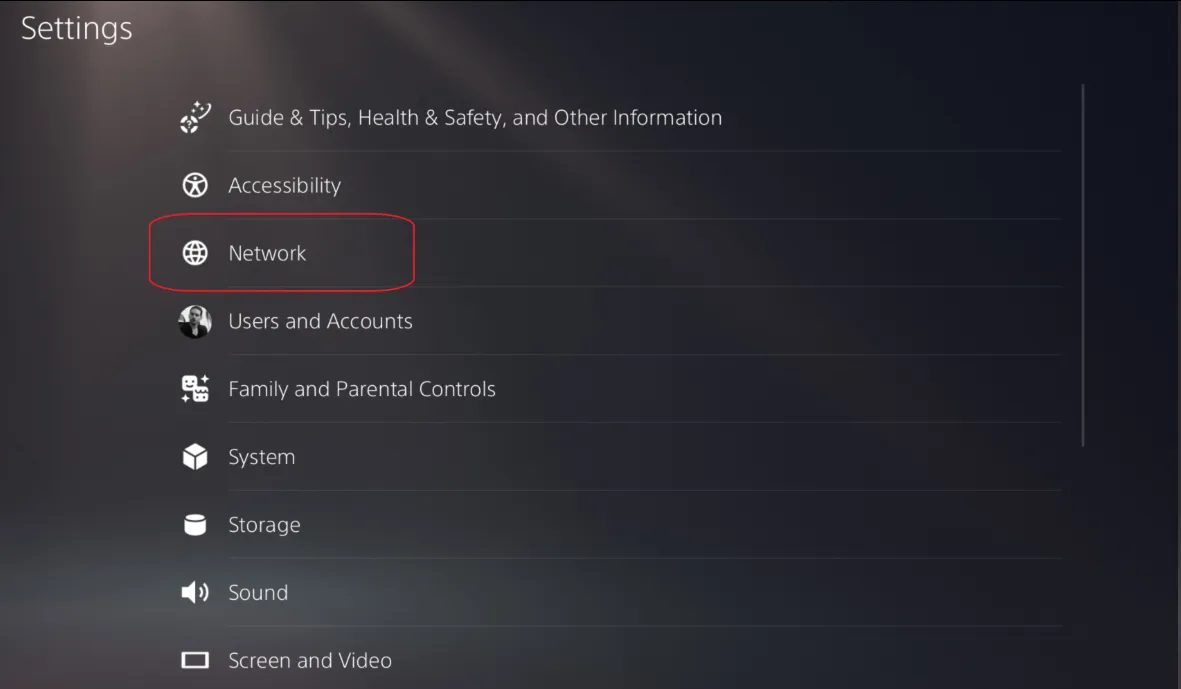 Settings
Guide & Tips, Health & Safety, and Other Information
Accessibility
Network
Users and Accounts
Family and Parental Controls
System
Storage
Sound
Screen and Video